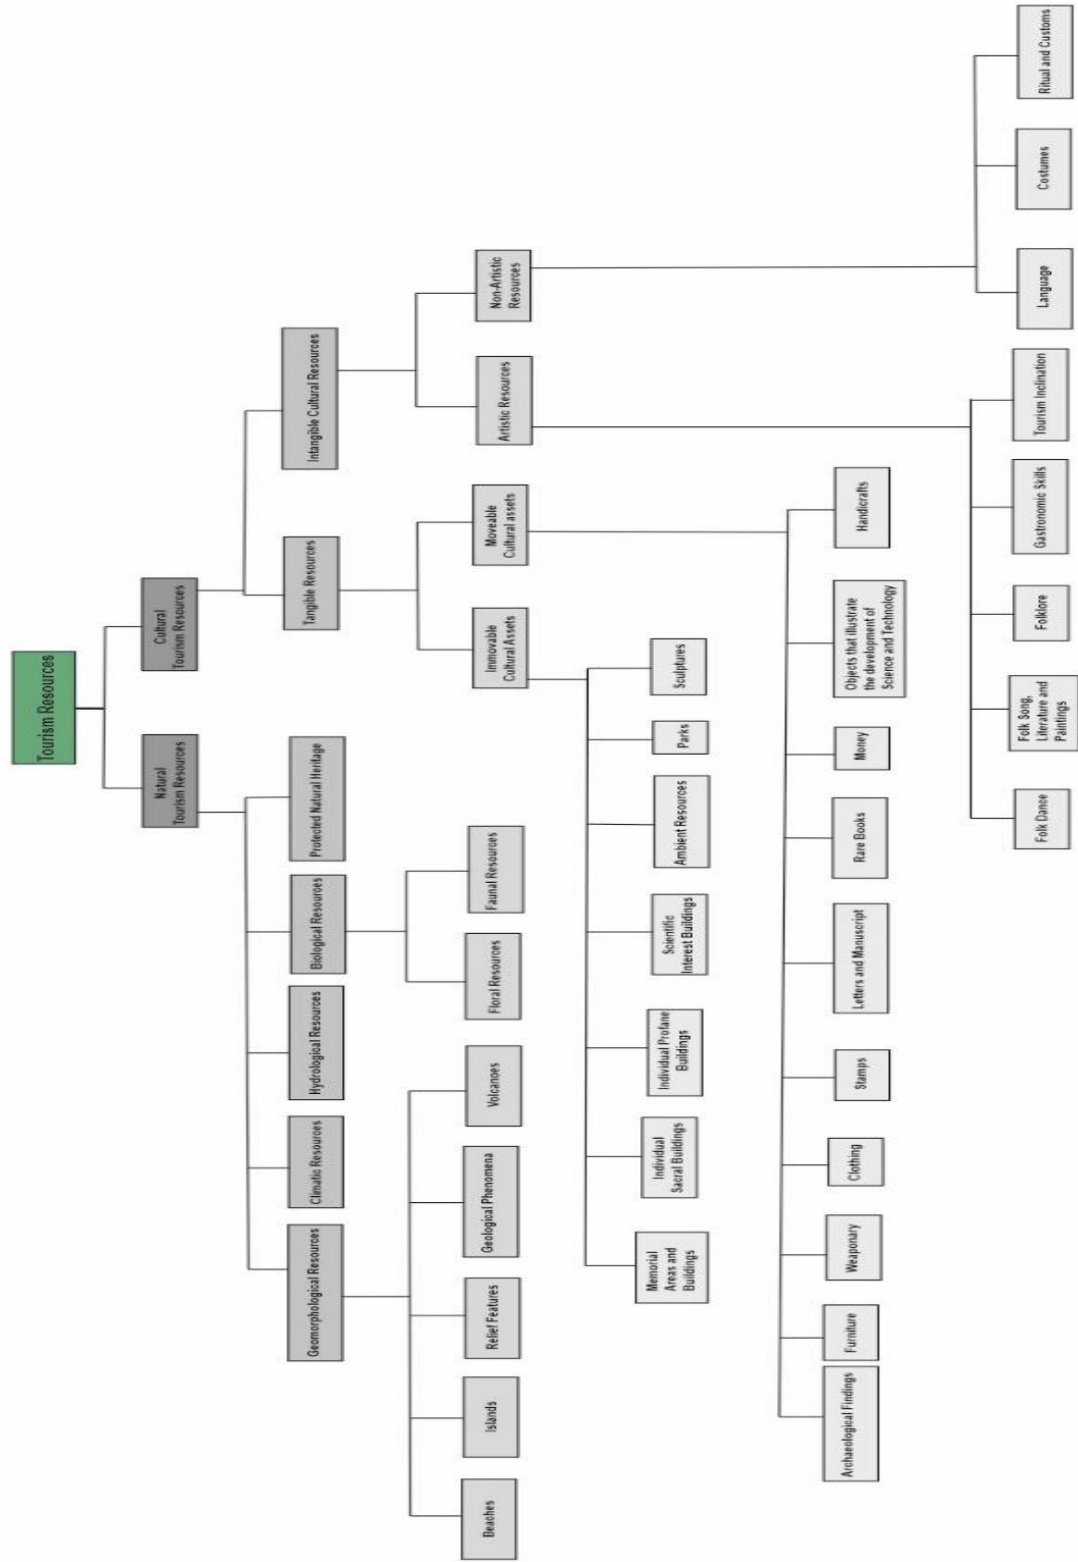 Tourism Resources
Natural
Tourism Resources
Cultural
Tourism Resources
Geomorphological Resources
Climatic Resources
Hydrological Resources
Biological Resources
Protected Natural Heritage
Tangible Resources
Intangible Cultural Resources
Beaches
Islands
Relief Features
Geological Phenomena
Volcanoes
Floral Resources
Faunal Resources
Immovable
Cultural Assets
Moveable
Cultural assets
Artistic Resources
Non-Artistic
Resources
Memorial
Areas and
Buildings
Individual
Sacral Buildings
Individual Profane
Buildings
Scientific
Interest Buildings
Ambient Resources
Parks
Sculptures
Archaeological Findings
Furniture
Weaponary
Clothing
Stamps
Letters and Manuscript
Rare Books
Money
Objects that illustrate
the development of
Science and Technology
Handicrafts
Folk Dance
Folk Song,
Literature and
Paintings
Folklore
Gastronomic Skills
Tourism Inclination
Language
Costumes
Ritual and Customs